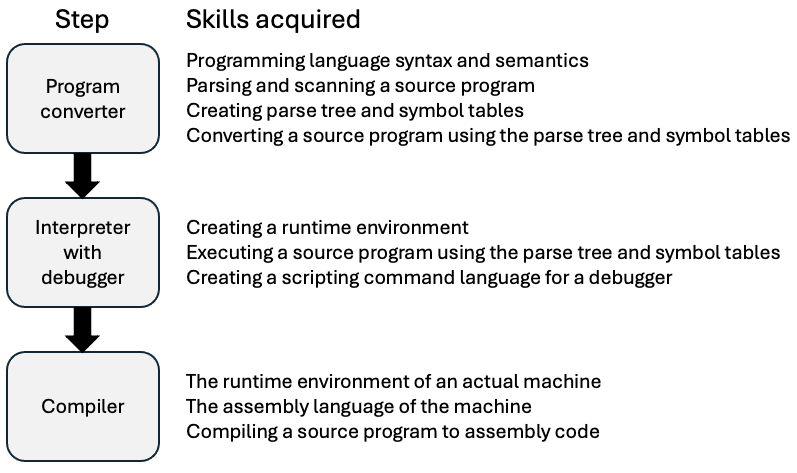 Step
Skills acquired
Program
converter
Programming language syntax and semantics
Parsing and scanning a source program
Creating parse tree and symbol tables
Converting a source program using the parse tree and symbol tables
Interpreter
with
debugger
Creating a runtime environment
Executing a source program using the parse tree and symbol tables
Creating a scripting command language for a debugger
Compiler
The runtime environment of an actual machine
The assembly language of the machine
Compiling a source program to assembly code